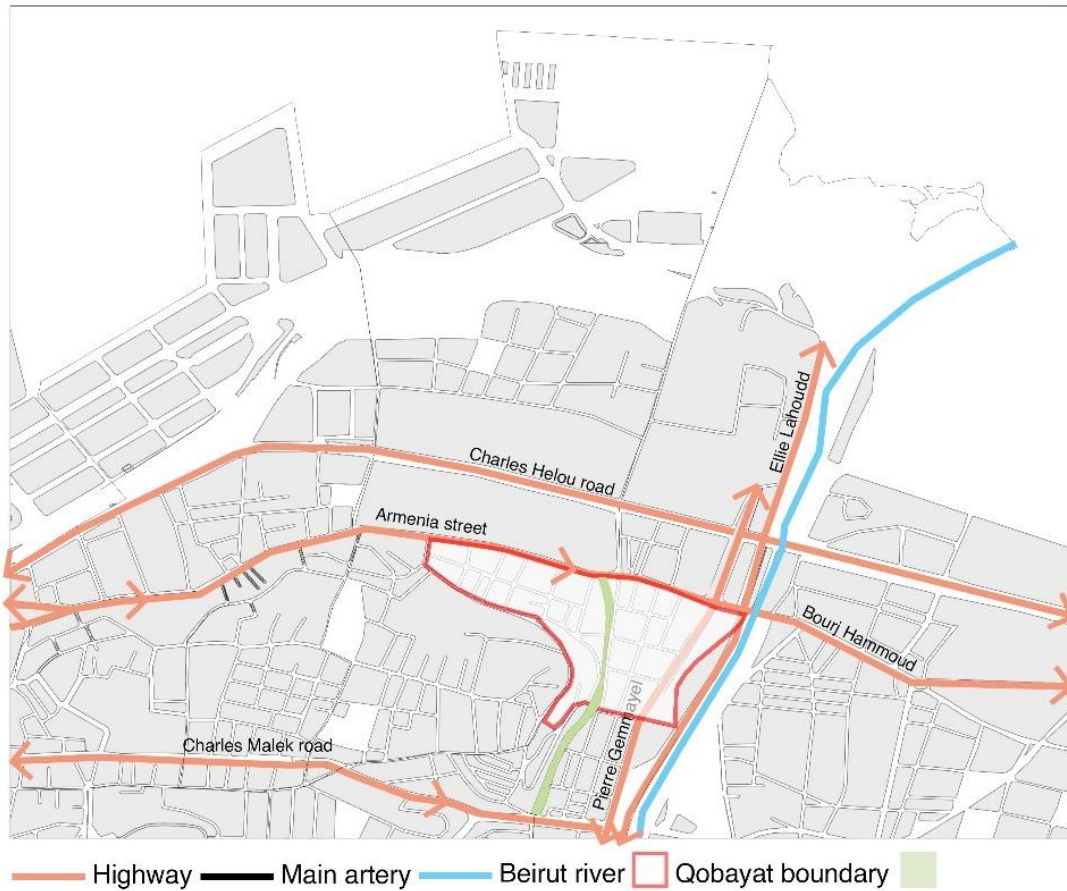 Ellie Lahoudd
Charles Helou road
Armenia street
Bourj Hammoud
Pierre Gemmayel
Charles Malek road
Highway Main artery Beirut river Qobayat boundary